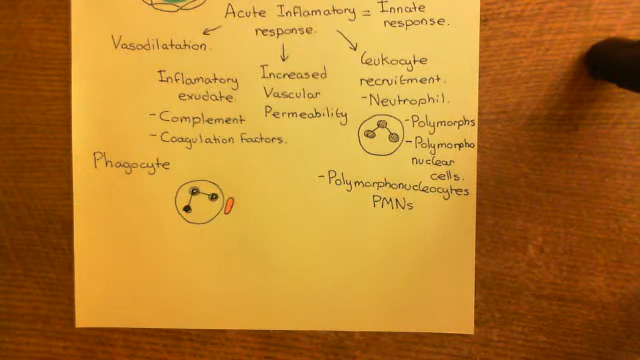 Acute Inflamatory = Innate
response. response.
Vasodilatation.
Leukocyte
recruitment.
- Neutrophil.
Increased
Vascular
Permeability
Inflamatory
exudate
- Complement
- Coagulation Factors.
- Polymorphs
- Polymorpho
nuclear
cells.
- Polymorphonucleocytes
PMNs
Phagocyte